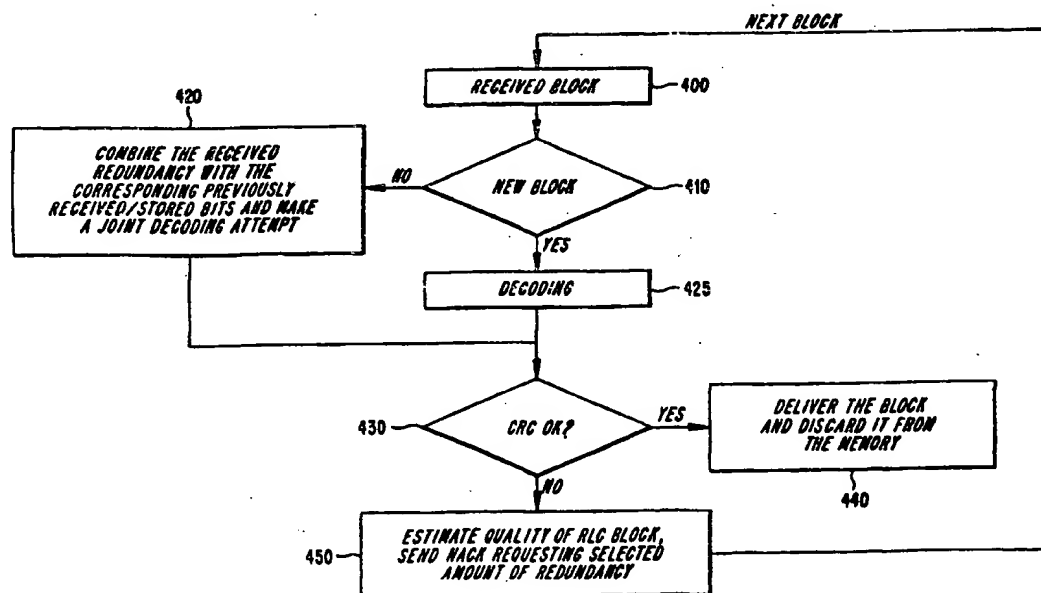 NEXT BLOCK
RECEIVED BLOCK
400
420
COMBINE THE RECEIVED
REDUNDANCY WITH THE
CORRESPONDING PREVIOUSLY
RECEIVED/STORED BITS AND MAKE
A JOINT DECODING ATTEMPT
NO
NEW BLOCK
410
YES
DECODING
425
430
CRC OK?
YES
DELIVER THE BLOCK
AND DISCARD IT FROM
THE MEMORY
440
NO
450
ESTIMATE QUALITY OF RLC BLOCK,
SEND NACK REQUESTING SELECTED
AMOUNT OF REDUNDANCY